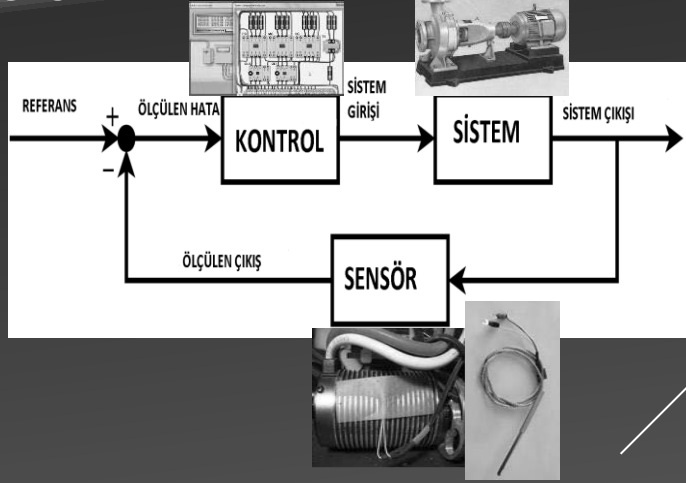 REFERANS
+
ÖLÇÜLEN HATA
KONTROL
SİSTEM
GİRİŞİ
SİSTEM
SİSTEM ÇIKIŞI
−
ÖLÇÜLEN ÇIKIŞ
SENSÖR